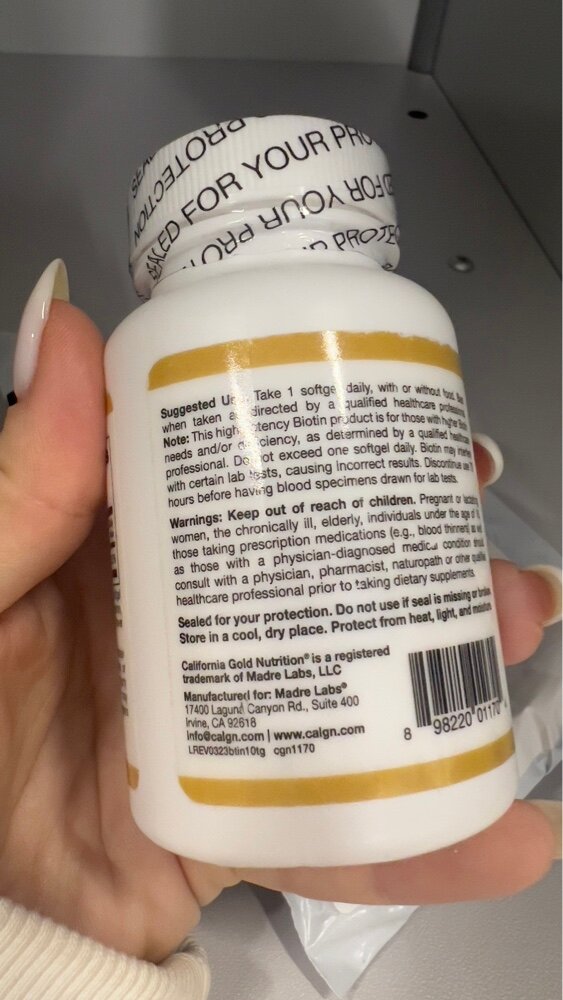 PROTECTION
SEALED FOR YOUR PRO
FOR YOUR PRO
Suggested Use: Take 1 softgel daily, with or without food. Best
when taken as directed by a qualified healthcare professional.
Note: This high potency Biotin product is for those with higher Biotin
needs and/or deficiency, as determined by a qualified healthcare
professional. Do not exceed one softgel daily. Biotin may interfere
with certain lab tests, causing incorrect results. Discontinue use 72
hours before having blood specimens drawn for lab tests.
Warnings: Keep out of reach of children. Pregnant or lactating
women, the chronically ill, elderly, individuals under the age of 18,
those taking prescription medications (e.g., blood thinners) as well
as those with a physician-diagnosed medical condition should
consult with a physician, pharmacist, naturopath or other qualified
healthcare professional prior to taking dietary supplements.
Sealed for your protection. Do not use if seal is missing or broken.
Store in a cool, dry place. Protect from heat, light, and moisture.
California Gold Nutrition® is a registered
trademark of Madre Labs, LLC
Manufactured for: Madre Labs®
17400 Laguna Canyon Rd., Suite 400
Irvine, CA 92618
info@calgn.com | www.calgn.com
LREV0323btin10tg cgn1170
8 98220 01170